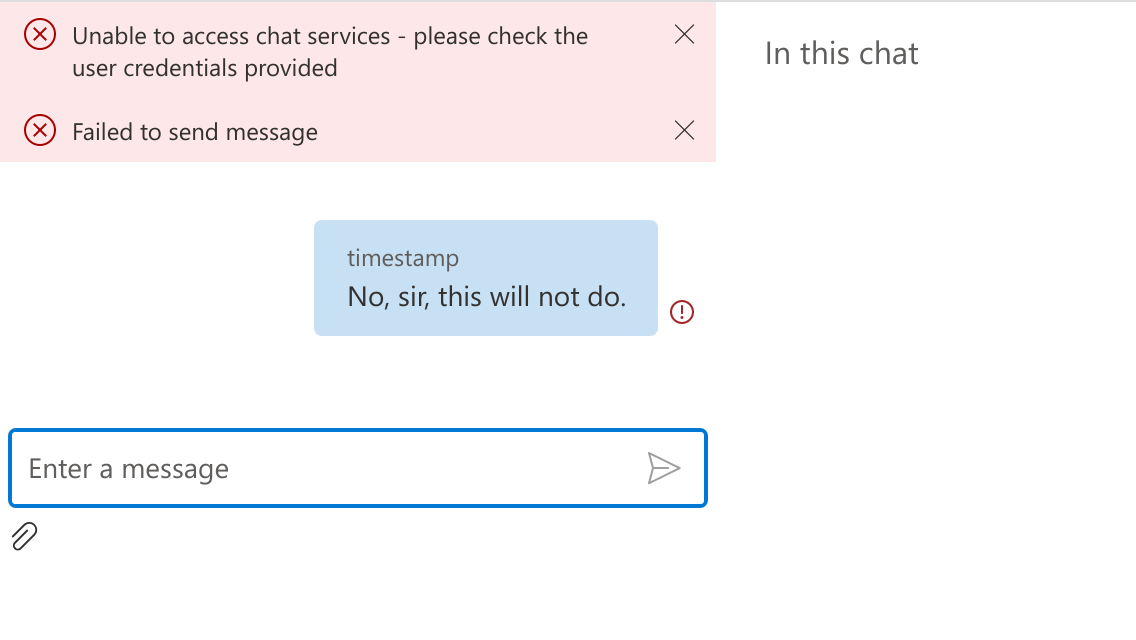 Unable to access chat services - please check the
user credentials provided
Failed to send message
In this chat
timestamp
No, sir, this will not do.
Enter a message